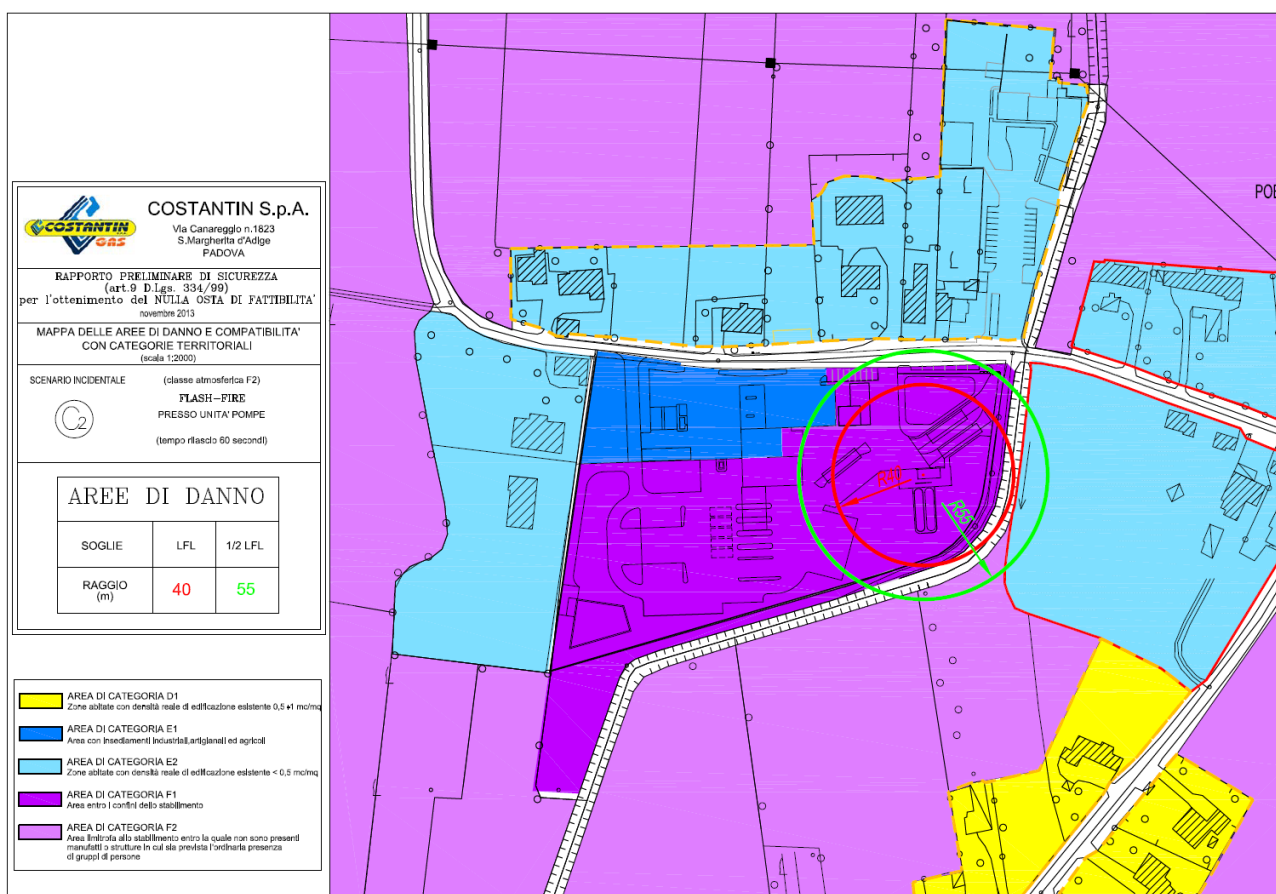 COSTANTIN
GAS
COSTANTIN S.p.A.
Via Canareggio n.1823
S.Margherita d'Adige
PADOVA
RAPPORTO PRELIMINARE DI SICUREZZA
(art.9 D.Lgs. 334/99)
per l'ottenimento del NULLA OSTA DI FATTIBILITA'
novembre 2013
MAPPA DELLE AREE DI DANNO E COMPATIBILITA'
CON CATEGORIE TERRITORIALI
(scala 1:2000)
SCENARIO INCIDENTALE
(classe atmosferica F2)
C2
FLASH-FIRE
PRESSO UNITA' POMPE
(tempo rilascio 60 secondi)
AREE DI DANNO
SOGLIE LFL 1/2 LFL
RAGGIO (m) 40 55
AREA DI CATEGORIA D1
Zone abitate con densità reale di edificazione esistente 0,5 e1 mc/mq
AREA DI CATEGORIA E1
Area con insediamenti industriali,artigianali ed agricoli
AREA DI CATEGORIA E2
Zone abitate con densità reale di edificazione esistente < 0,5 mc/mq
AREA DI CATEGORIA F1
Area entro i confini dello stabilimento
AREA DI CATEGORIA F2
Area limitrofa allo stabilimento entro la quale non sono presenti
manufatti o strutture in cui sia prevista l'ordinaria presenza
di gruppi di persone
R40
R55